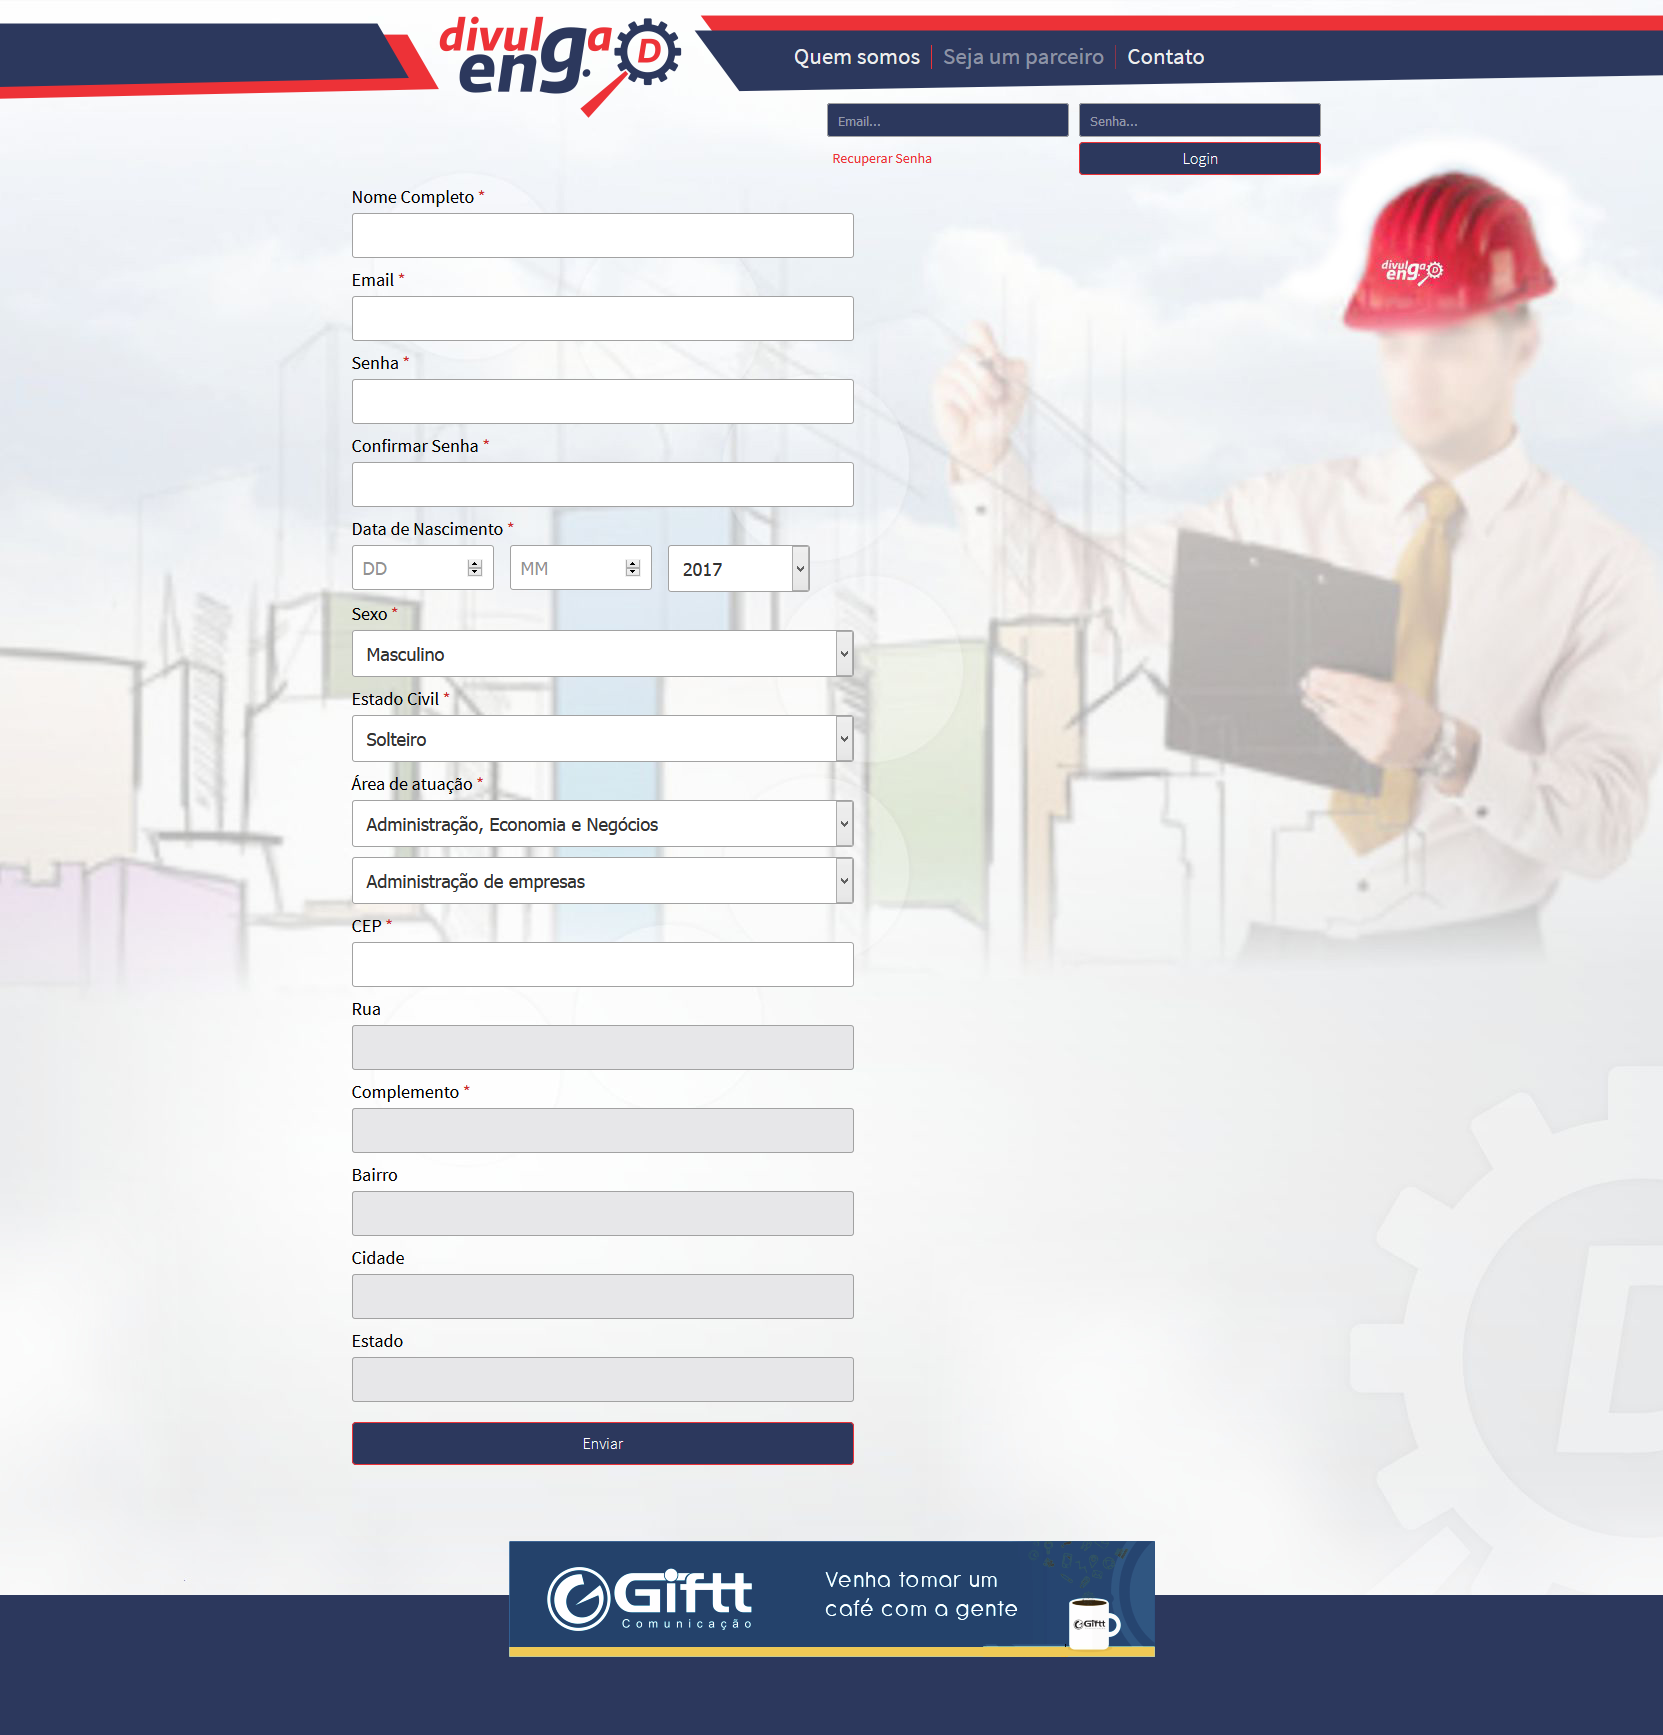 divulga
eng.
D
Quem somos
Seja um parceiro
Contato
Email...
Senha...
Recuperar Senha
Login
Nome Completo *
Email *
Senha *
Confirmar Senha *
Data de Nascimento *
DD
MM
2017
Sexo *
Masculino
Estado Civil *
Solteiro
Área de atuação *
Administração, Economia e Negócios
Administração de empresas
CEP *
Rua
Complemento *
Bairro
Cidade
Estado
Enviar
divulga
eng.
D
D
Giftt
Comunicação
Venha tomar um
café com a gente
Giftt